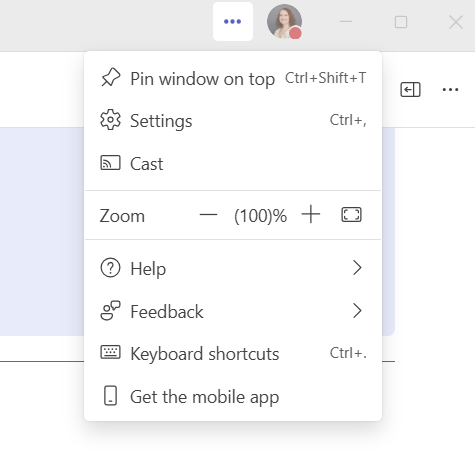 Pin window on top Ctrl+Shift+T
Settings Ctrl+,
Cast
Zoom (100)%
Help
Feedback
Keyboard shortcuts Ctrl+.
Get the mobile app